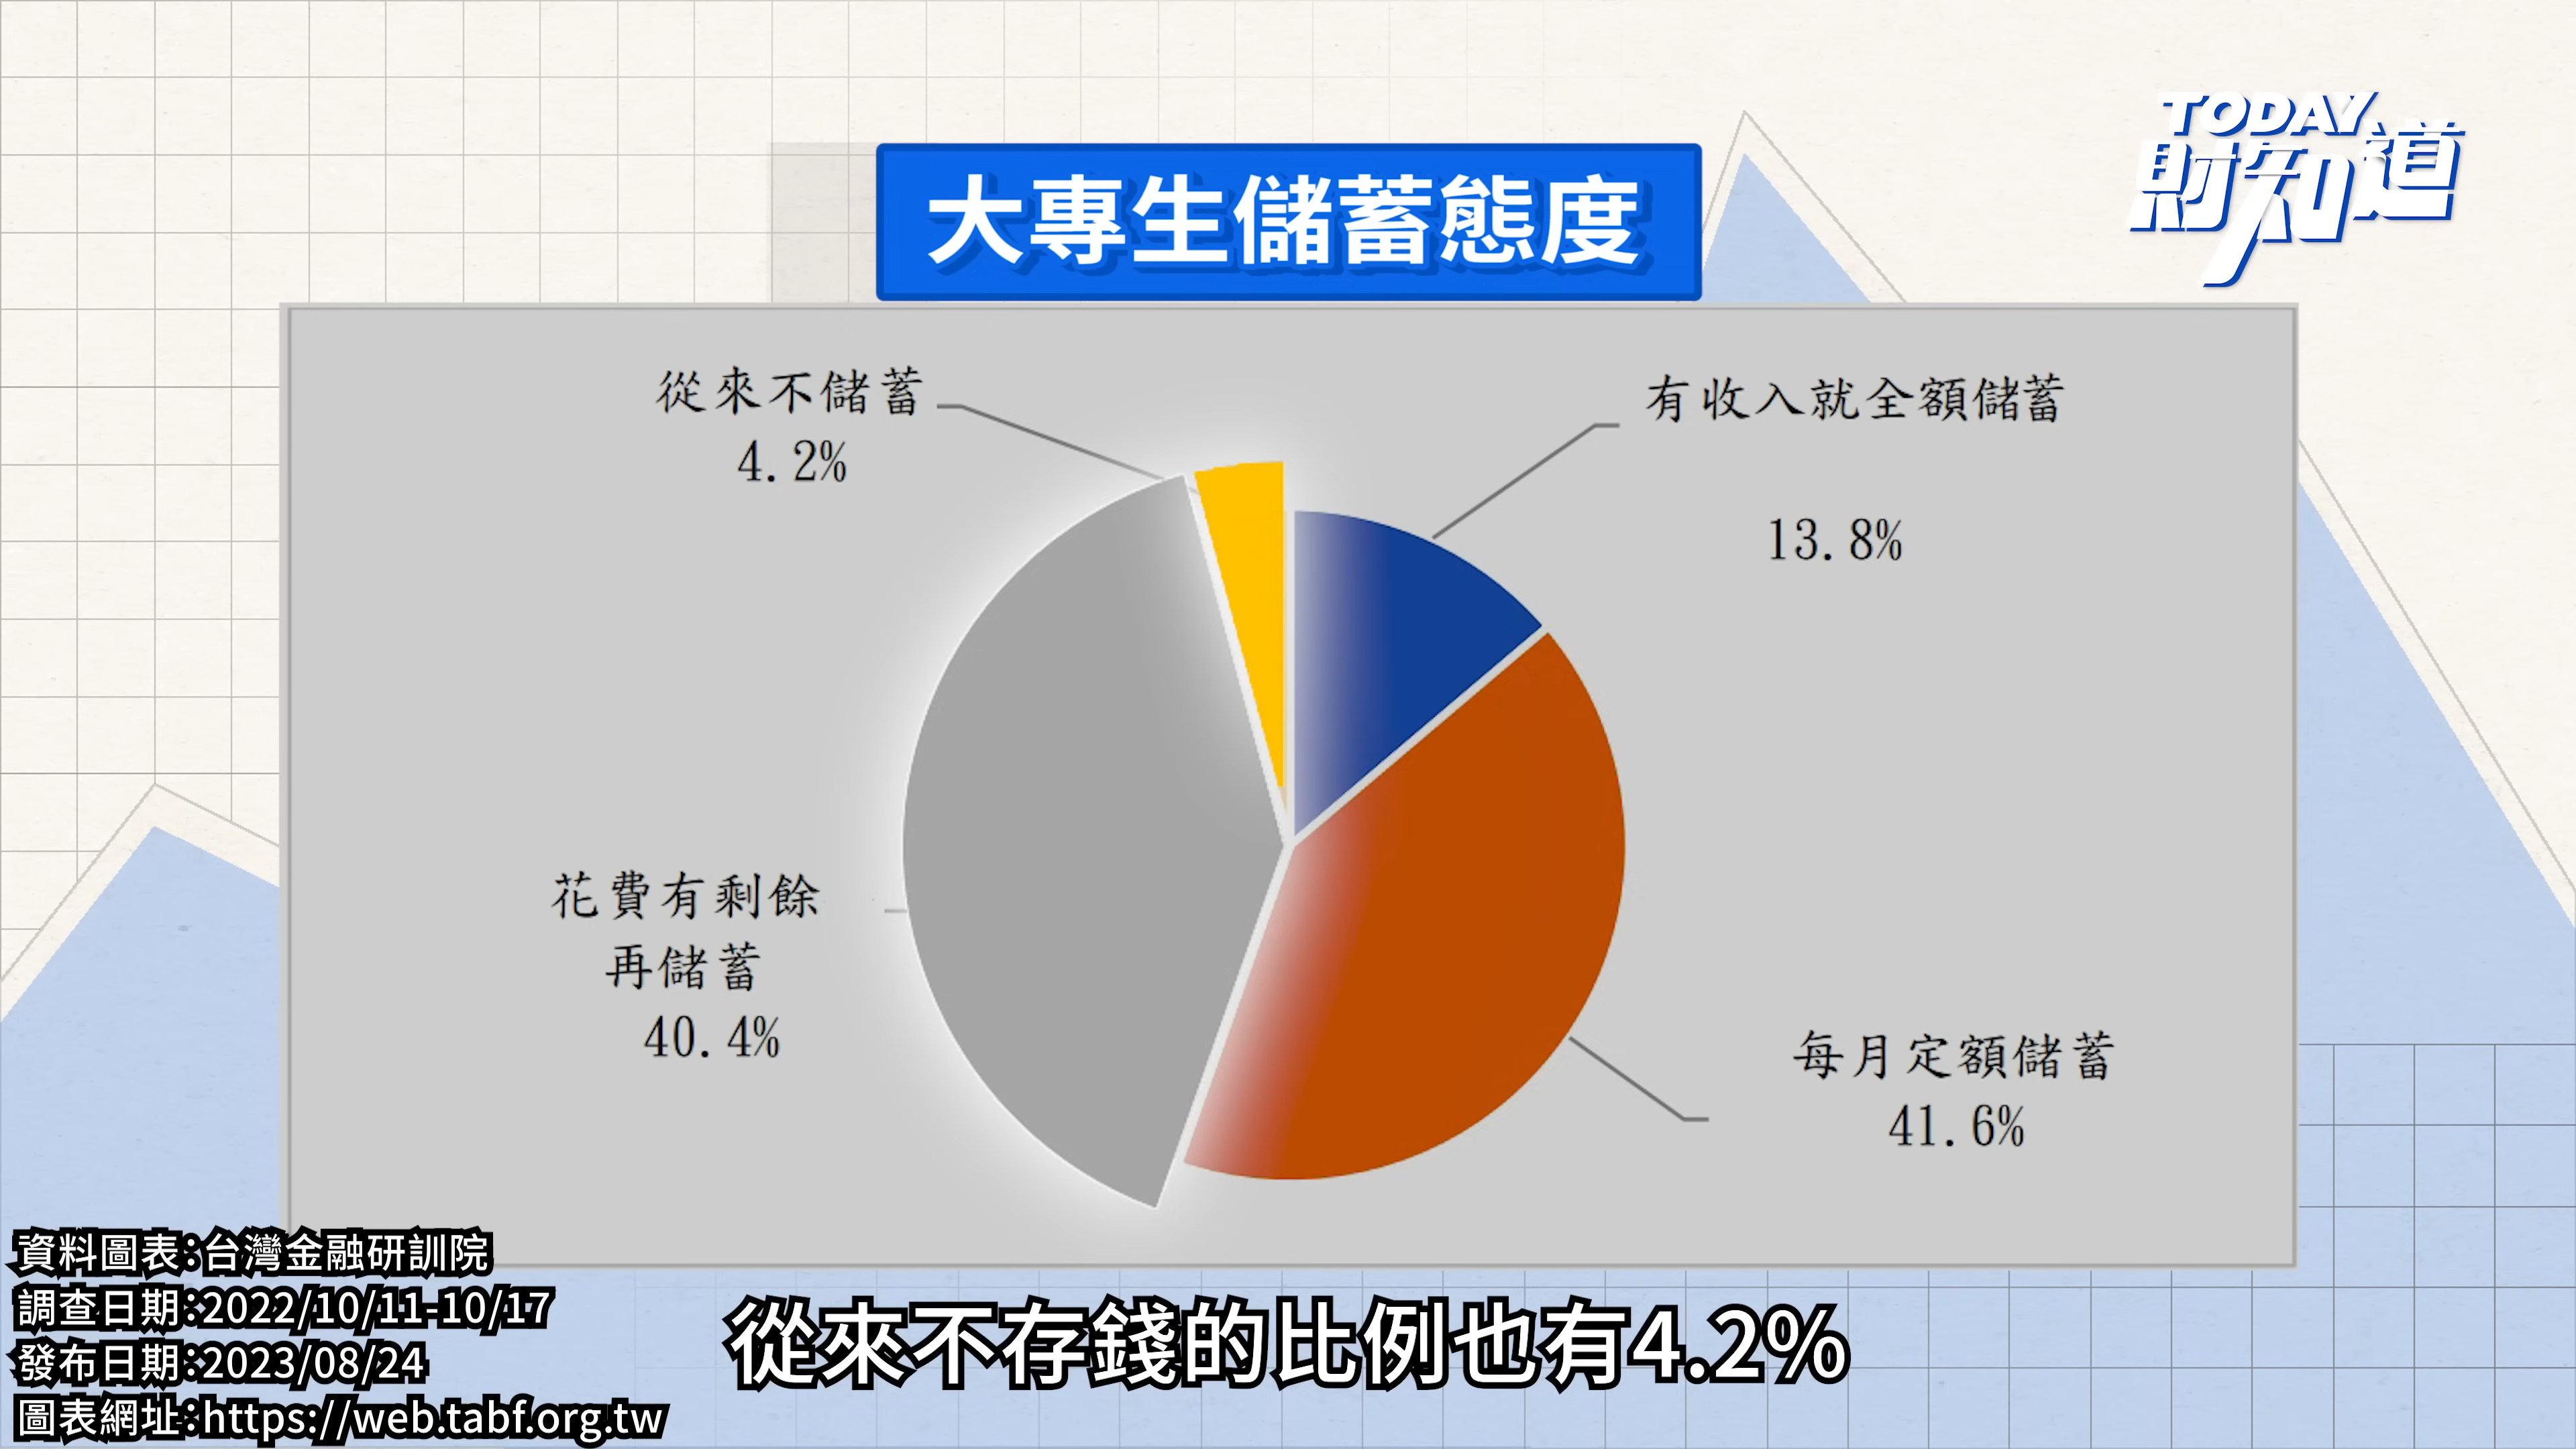 TODAY
財知道
大專生儲蓄態度
從來不儲蓄
4.2%
有收入就全額儲蓄
13.8%
花費有剩餘
再儲蓄
40.4%
每月定額儲蓄
41.6%
資料圖表:台灣金融研訓院
調查日期:2022/10/11-10/17
發布日期:2023/08/24
圖表網址:https://web.tabf.org.tw
從來不存錢的比例也有4.2%